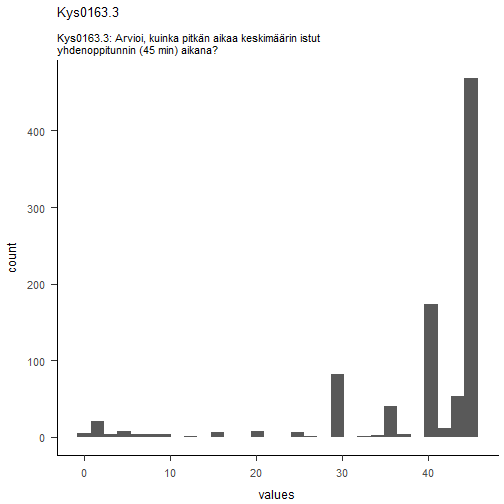 Kys0163.3
Kys0163.3: Arvioi, kuinka pitkän aikaa keskimäärin istut
yhdenoppitunnin (45 min) aikana?
400
300
200
100
0
count
0 10 20 30 40
values